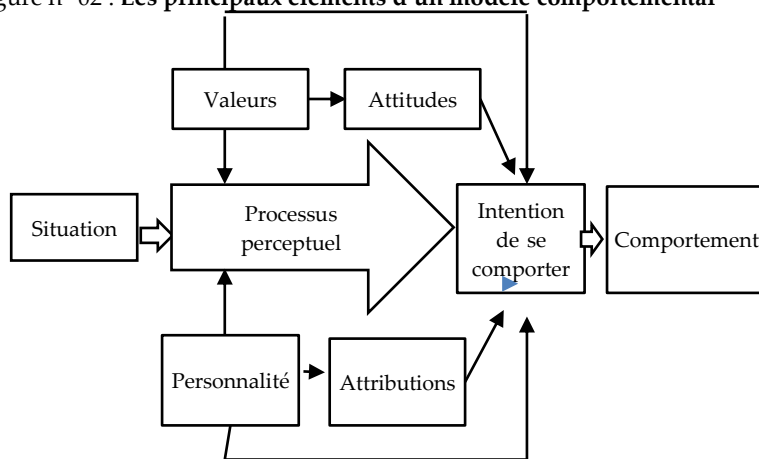 gure n° 02 : Les principaux éléments d'un modèle comportemental
Valeurs
Attitudes
Situation
Processus
perceptuel
Intention
de se
comporter
Comportement
Personnalité
Attributions